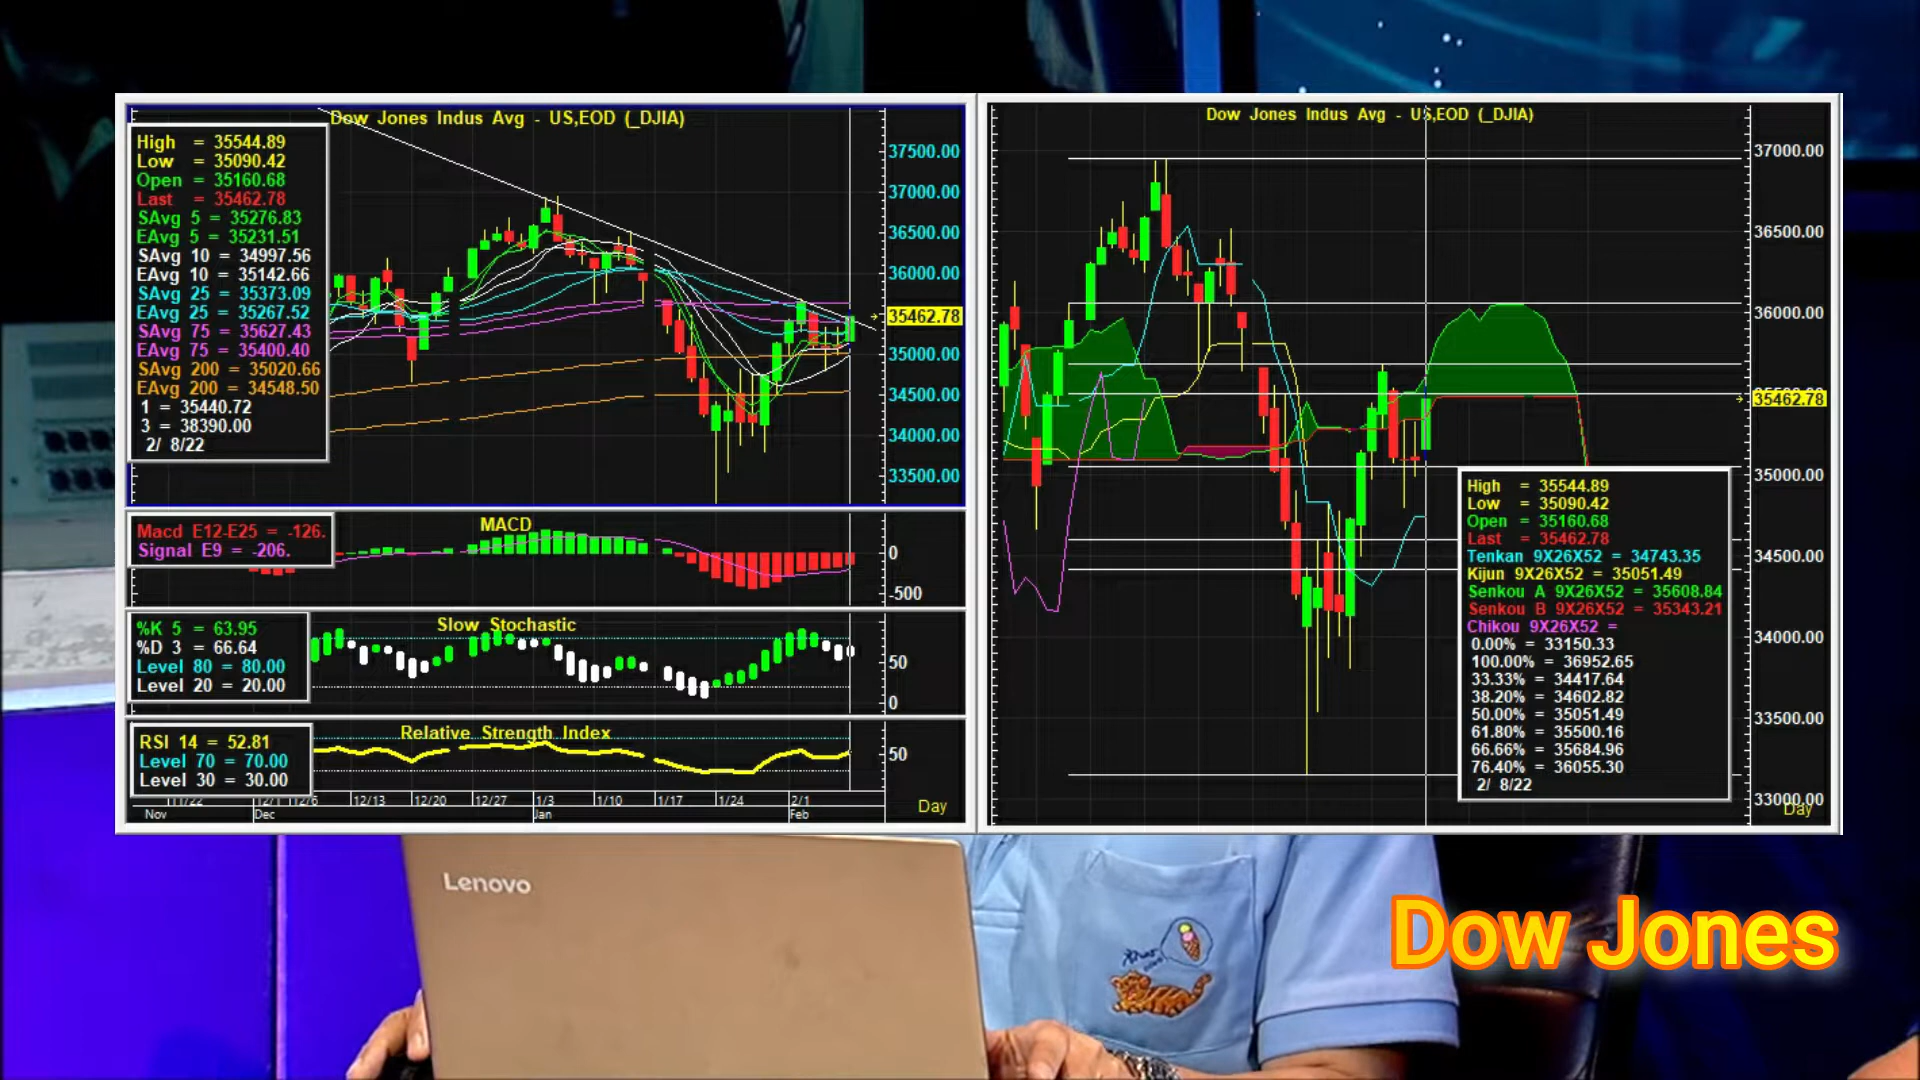 Dow Jones Indus Avg - US,EOD (_DJIA)
High = 35544.89
Low = 35090.42
Open = 35160.68
Last = 35462.78
SAvg 5 = 35276.83
EAvg 5 = 35231.51
SAvg 10 = 34997.56
EAvg 10 = 35142.66
SAvg 25 = 35373.09
EAvg 25 = 35267.52
SAvg 75 = 35627.43
EAvg 75 = 35400.40
SAvg 200 = 35020.66
EAvg 200 = 34548.50
1 = 35440.72
3 = 38390.00
2/ 8/22
37500.00
37000.00
36500.00
36000.00
35462.78
35000.00
34500.00
34000.00
33500.00
MACD
Macd E12-E25 = -126.
Signal E9 = -206.
0
-500
Slow Stochastic
%K 5 = 63.95
%D 3 = 66.64
Level 80 = 80.00
Level 20 = 20.00
50
0
Relative Strength Index
RSI 14 = 52.81
Level 70 = 70.00
Level 30 = 30.00
50
11/22 12/1 12/6 12/13 12/20 12/27 1/3 1/10 1/17 1/24 2/1
Nov Dec Jan Feb
Day
Dow Jones Indus Avg - US,EOD (_DJIA)
37000.00
36500.00
36000.00
35462.78
35000.00
34500.00
34000.00
33500.00
33000.00
Day
High = 35544.89
Low = 35090.42
Open = 35160.68
Last = 35462.78
Tenkan 9X26X52 = 34743.35
Kijun 9X26X52 = 35051.49
Senkou A 9X26X52 = 35608.84
Senkou B 9X26X52 = 35343.21
Chikou 9X26X52 =
0.00% = 33150.33
100.00% = 36952.65
33.33% = 34417.64
38.20% = 34602.82
50.00% = 35051.49
61.80% = 35500.16
66.66% = 35684.96
76.40% = 36055.30
2/ 8/22
Lenovo
Dow Jones